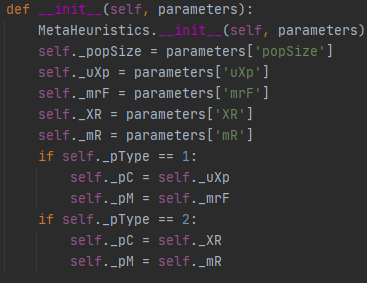 def __init__(self, parameters):
    MetaHeuristics.__init__(self, parameters)
    self._popSize = parameters['popSize']
    self._uXp = parameters['uXp']
    self._mrF = parameters['mrF']
    self._XR = parameters['XR']
    self._mR = parameters['mR']
    if self._pType == 1:
        self._pC = self._uXp
        self._pM = self._mrF
    if self._pType == 2:
        self._pC = self._XR
        self._pM = self._mR